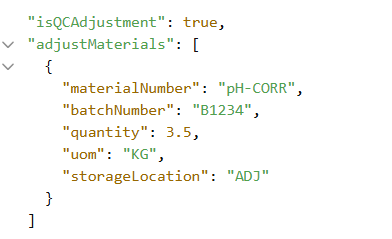 "isQCAdjustment": true,
"adjustMaterials": [
{
"materialNumber": "pH-CORR",
"batchNumber": "B1234",
"quantity": 3.5,
"uom": "KG",
"storageLocation": "ADJ"
}
]